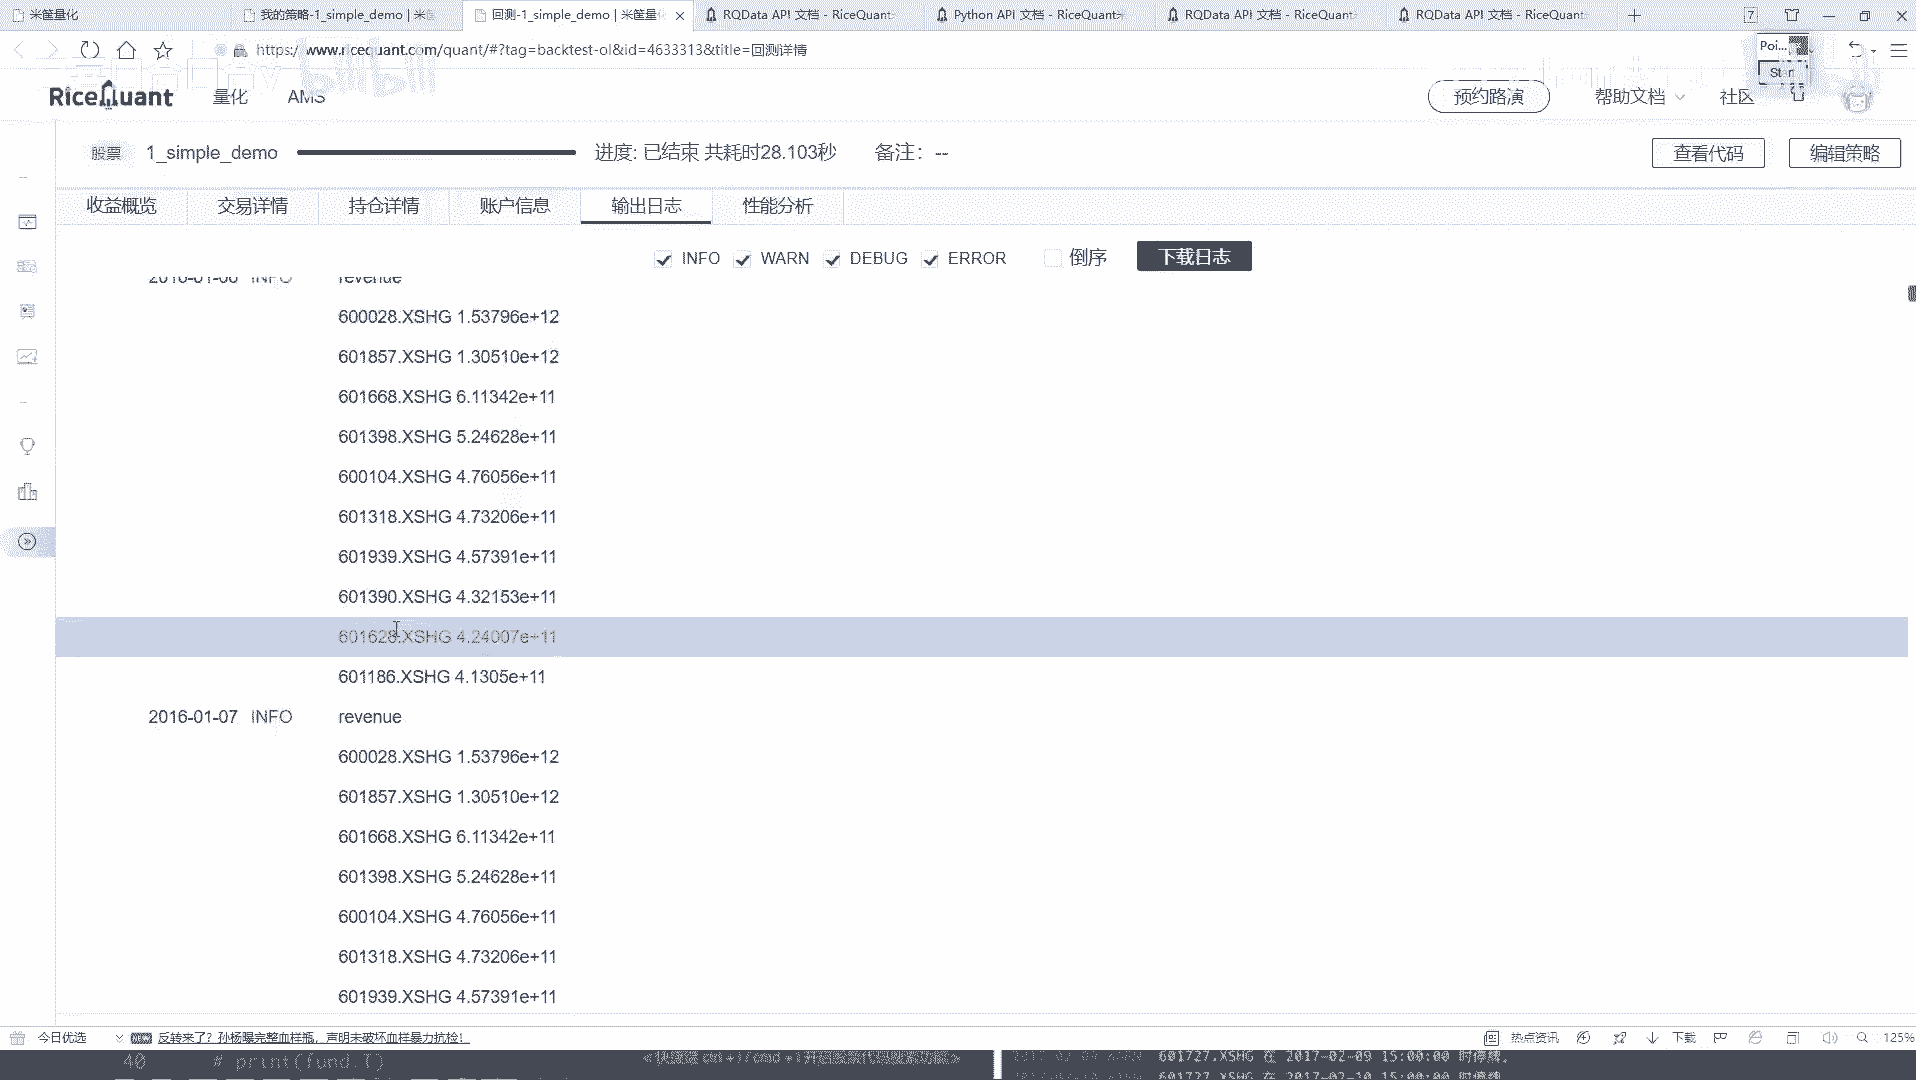 米筐量化
我的策略-1_simple_demo | 米筐
回测-1_simple_demo | 米筐量化
RQData API 文档 - RiceQuant
Python API 文档 - RiceQuant
RQData API 文档 - RiceQuant
RQData API 文档 - RiceQuant
7
https://www.ricequant.com/quant/#?tag=backtest-ol&id=4633313&title=回测详情
Poi...
Start
RiceQuant
量化
AMS
预约路演
帮助文档
社区
股票
1_simple_demo
进度: 已结束 共耗时28.103秒
备注: --
查看代码
编辑策略
收益概览
交易详情
持仓详情
账户信息
输出日志
性能分析
INFO
WARN
DEBUG
ERROR
倒序
下载日志
INFO revenue
600028.XSHG 1.53796e+12
601857.XSHG 1.30510e+12
601668.XSHG 6.11342e+11
601398.XSHG 5.24628e+11
600104.XSHG 4.76056e+11
601318.XSHG 4.73206e+11
601939.XSHG 4.57391e+11
601390.XSHG 4.32153e+11
601628.XSHG 4.24007e+11
601186.XSHG 4.1305e+11
2016-01-07 INFO revenue
600028.XSHG 1.53796e+12
601857.XSHG 1.30510e+12
601668.XSHG 6.11342e+11
601398.XSHG 5.24628e+11
600104.XSHG 4.76056e+11
601318.XSHG 4.73206e+11
601939.XSHG 4.57391e+11
今日优选
反转来了? 孙杨曝完整血样瓶，声明未破坏血样暴力抗检!
热点资讯
下载
125%
40 # print(fund.T)
601727.XSHG 在 2017-02-09 15:00:00 时停牌。
601727.XSHG 在 2017-02-10 15:00:00 时停牌。